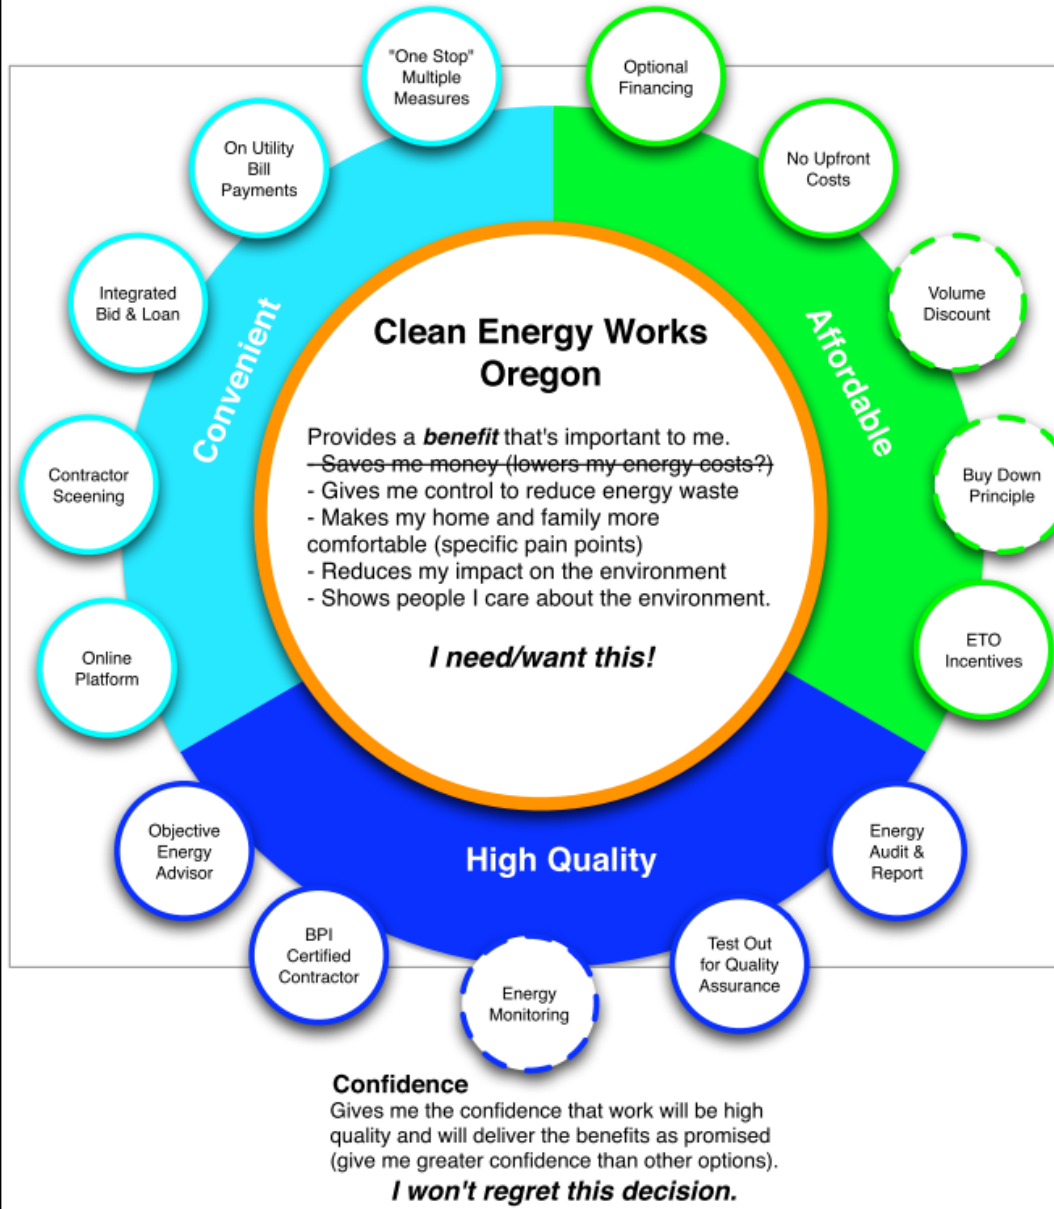 "One Stop"
Multiple
Measures
Optional
Financing
On Utility
Bill
Payments
No Upfront
Costs
Integrated
Bid & Loan
Volume
Discount
Convenient
Affordable
Clean Energy Works
Oregon
Provides a benefit that's important to me.
- Saves me money (lowers my energy costs?)
- Gives me control to reduce energy waste
- Makes my home and family more
comfortable (specific pain points)
- Reduces my impact on the environment
- Shows people I care about the environment.
I need/want this!
Contractor
Sceening
Buy Down
Principle
Online
Platform
ETO
Incentives
High Quality
Objective
Energy
Advisor
Energy
Audit &
Report
BPI
Certified
Contractor
Test Out
for Quality
Assurance
Energy
Monitoring
Confidence
Gives me the confidence that work will be high
quality and will deliver the benefits as promised
(give me greater confidence than other options).
I won't regret this decision.